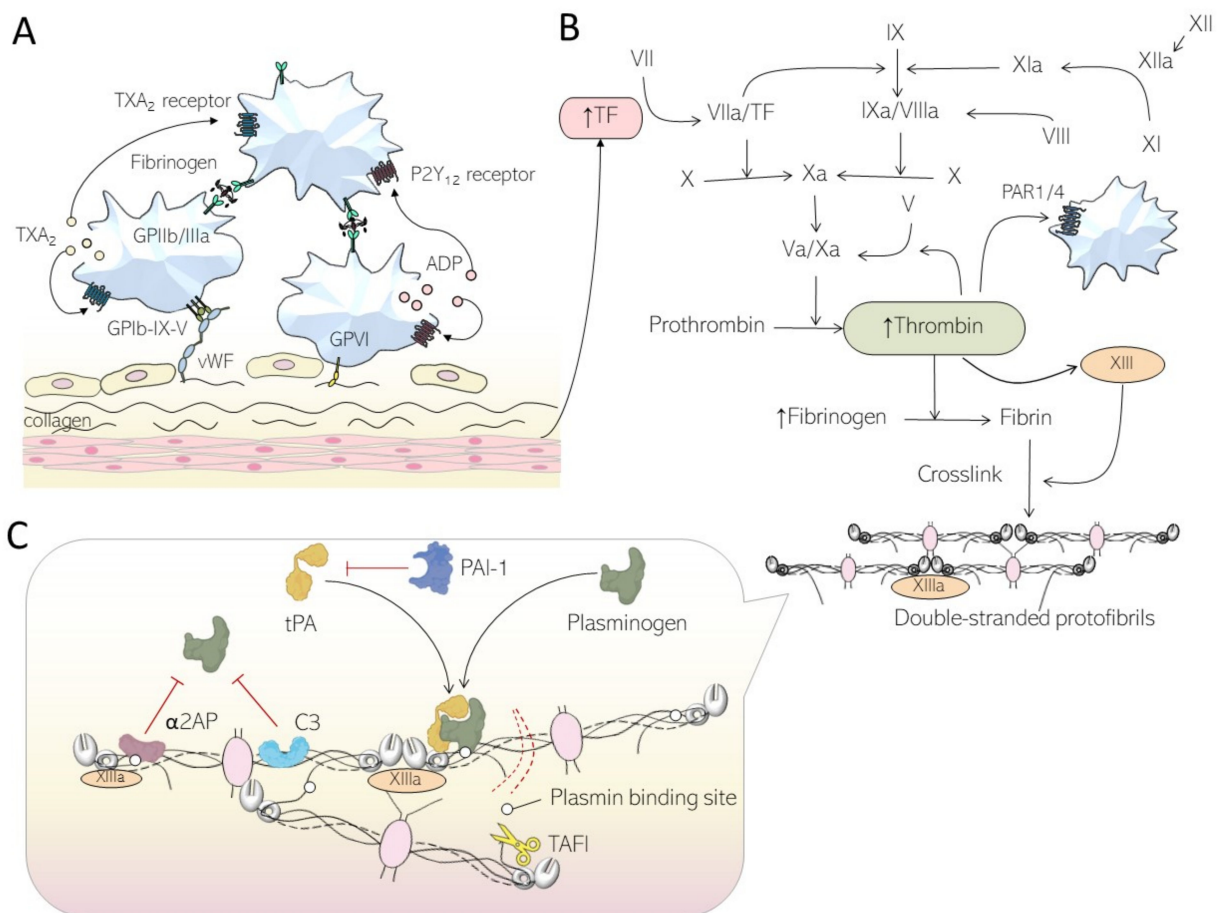 A
TXA₂ receptor
Fibrinogen
P2Y₁₂ receptor
TXA₂
GPIIb/IIIa
ADP
GPIb-IX-V
GPVI
vWF
collagen
B
IX
XII
VII
XIIa
XIa
↑TF
VIIa/TF
IXa/VIIIa
VIII
XI
X
Xa
X
PAR1/4
V
Va/Xa
Prothrombin
↑Thrombin
XIII
↑Fibrinogen
Fibrin
Crosslink
XIIIa
Double-stranded protofibrils
C
PAI-1
tPA
Plasminogen
α2AP
C3
XIIIa
XIIIa
Plasmin binding site
TAFI